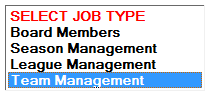 SELECT JOB TYPE
Board Members
Season Management
League Management
Team Management